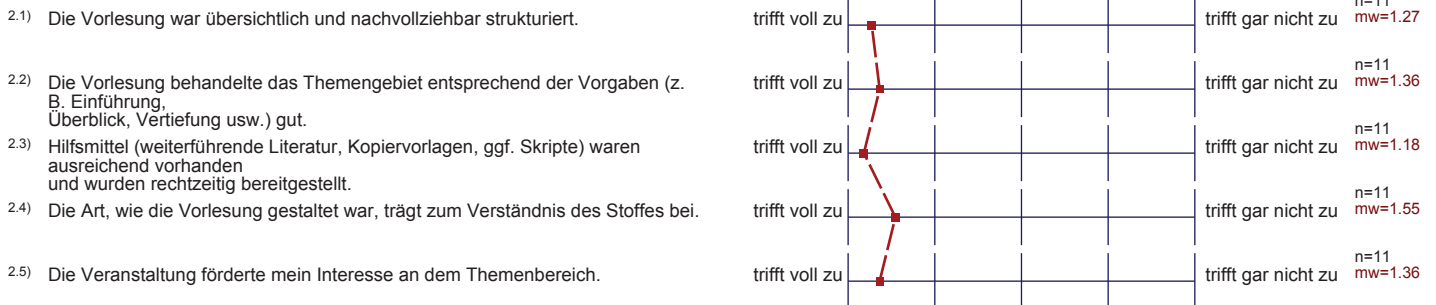 n=11
2.1) Die Vorlesung war übersichtlich und nachvollziehbar strukturiert. trifft voll zu trifft gar nicht zu mw=1.27
n=11
2.2) Die Vorlesung behandelte das Themengebiet entsprechend der Vorgaben (z. trifft voll zu trifft gar nicht zu mw=1.36
B. Einführung,
Überblick, Vertiefung usw.) gut.
n=11
2.3) Hilfsmittel (weiterführende Literatur, Kopiervorlagen, ggf. Skripte) waren trifft voll zu trifft gar nicht zu mw=1.18
ausreichend vorhanden
und wurden rechtzeitig bereitgestellt.
n=11
2.4) Die Art, wie die Vorlesung gestaltet war, trägt zum Verständnis des Stoffes bei. trifft voll zu trifft gar nicht zu mw=1.55
n=11
2.5) Die Veranstaltung förderte mein Interesse an dem Themenbereich. trifft voll zu trifft gar nicht zu mw=1.36